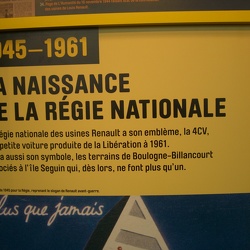 1945–1961
A NAISSANCE
E LA RÉGIE NATIONALE
égie nationale des usines Renault a son emblème, la 4CV,
petite voiture produite de la Libération à 1961.
a aussi son symbole, les terrains de Boulogne-Billancourt
ociés à l'île Seguin qui, dès lors, ne font plus qu'un.
lus que jamais